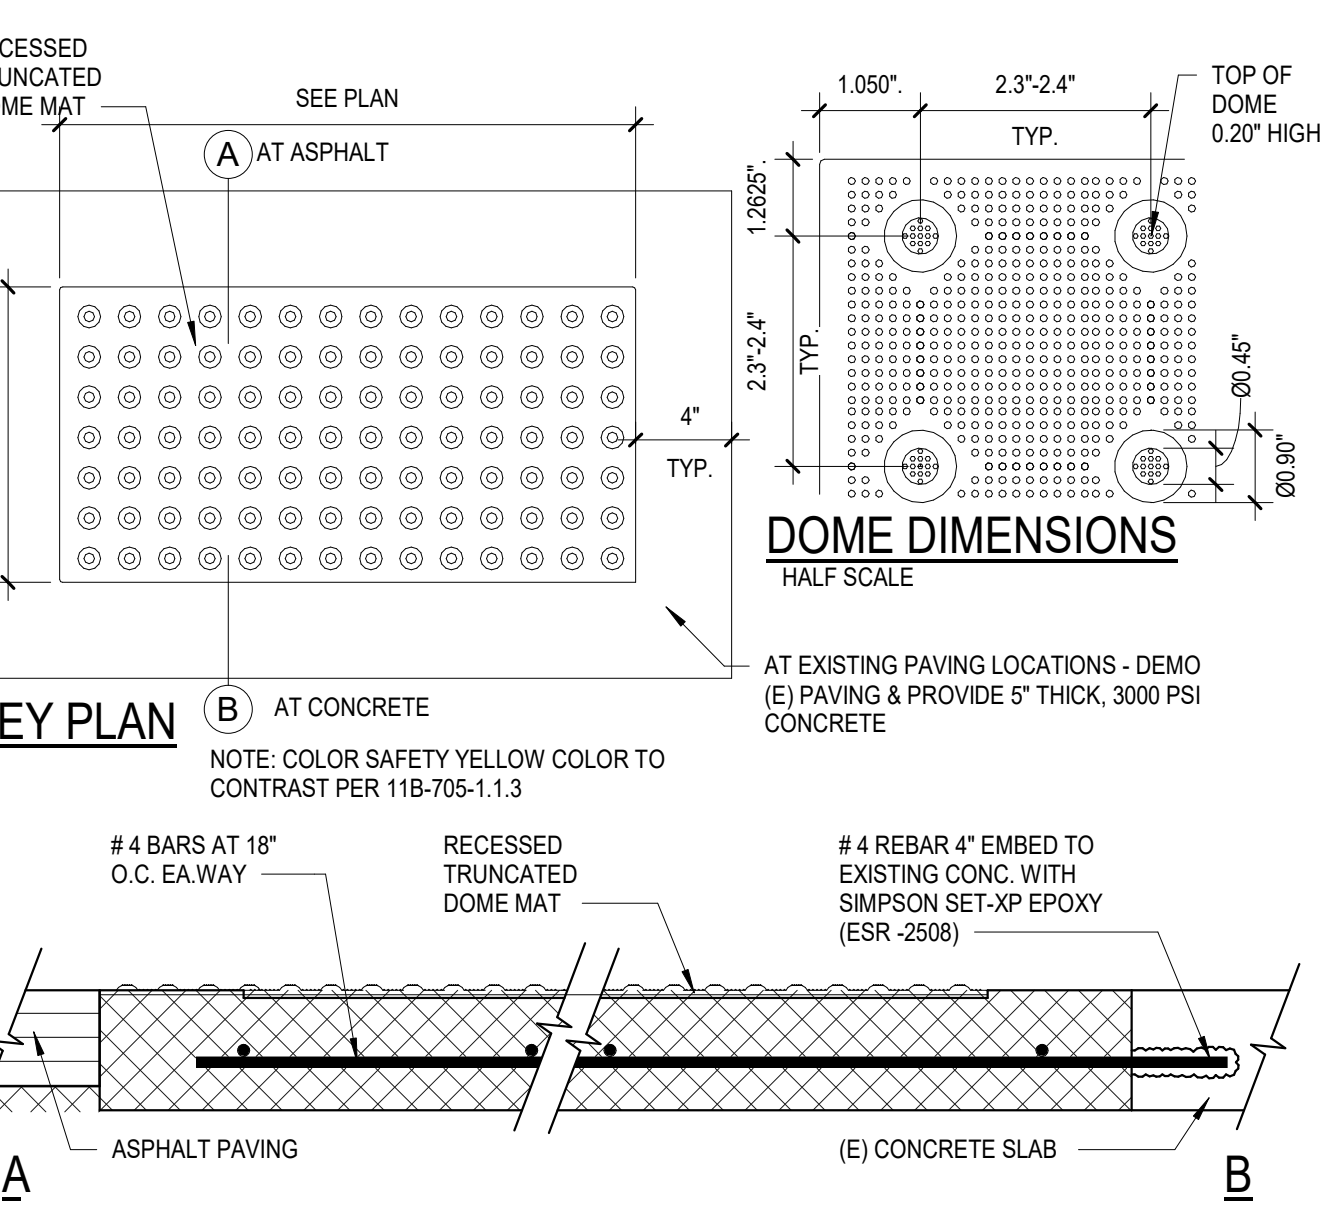 CESSED
UNCATED
ME MAT
SEE PLAN
A
AT ASPHALT
4"
TYP.
EY PLAN
B
AT CONCRETE
NOTE: COLOR SAFETY YELLOW COLOR TO
CONTRAST PER 11B-705-1.1.3
1.050".
2.3"-2.4"
TYP.
TOP OF
DOME
0.20" HIGH
1.2625".
2.3"-2.4"
TYP.
Ø0.45"
Ø0.90"
DOME DIMENSIONS
HALF SCALE
AT EXISTING PAVING LOCATIONS - DEMO
(E) PAVING & PROVIDE 5" THICK, 3000 PSI
CONCRETE
# 4 BARS AT 18"
O.C. EA.WAY
RECESSED
TRUNCATED
DOME MAT
# 4 REBAR 4" EMBED TO
EXISTING CONC. WITH
SIMPSON SET-XP EPOXY
(ESR -2508)
ASPHALT PAVING
(E) CONCRETE SLAB
A
B